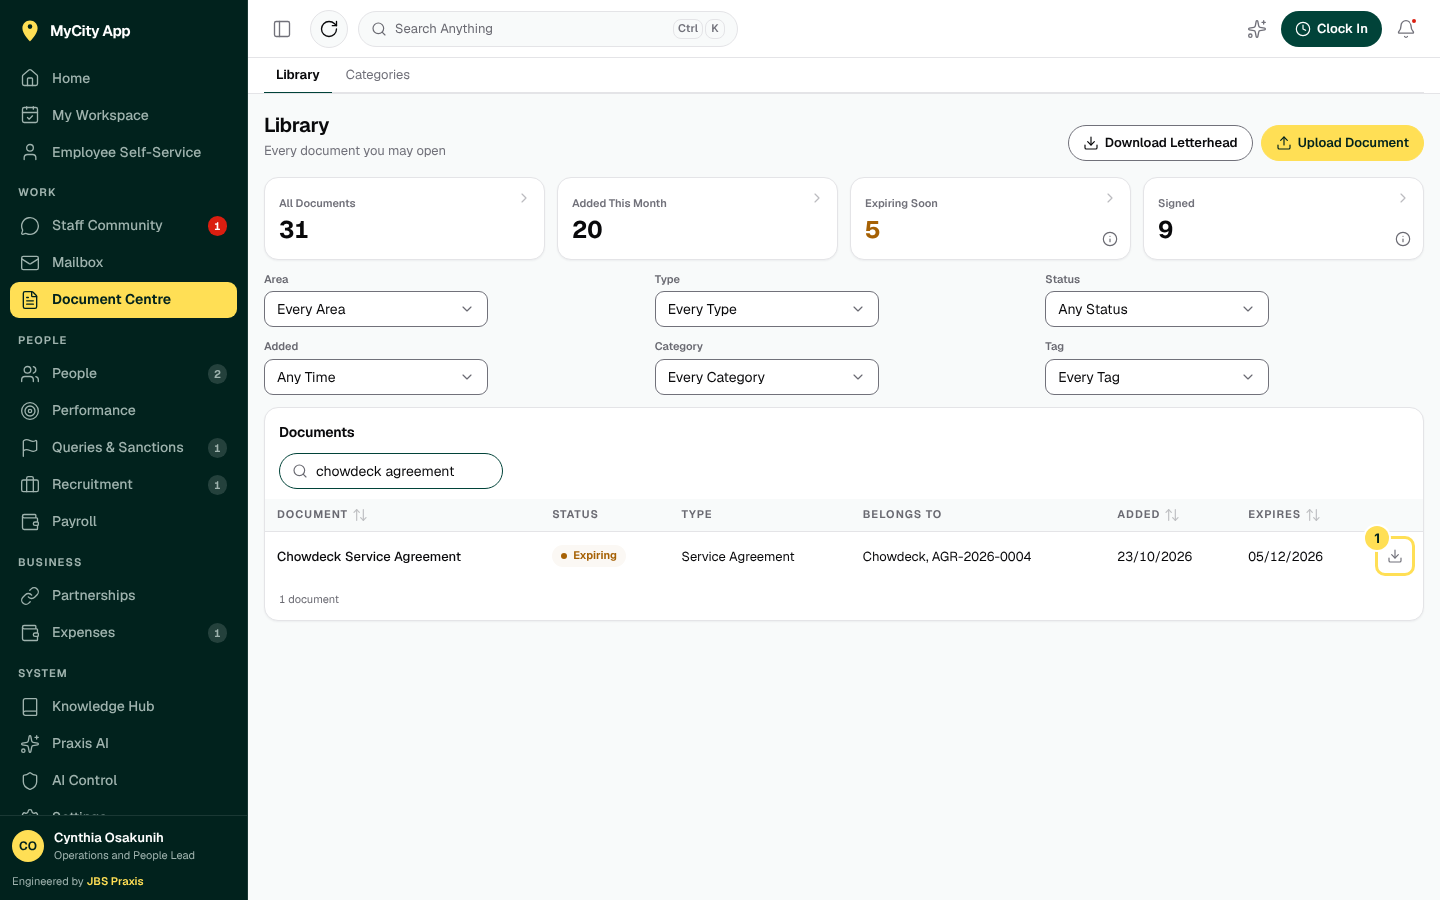 MyCity App
Search Anything
Ctrl K
Clock In
Home
My Workspace
Employee Self-Service
WORK
Staff Community 1
Mailbox
Document Centre
PEOPLE
People 2
Performance
Queries & Sanctions 1
Recruitment 1
Payroll
BUSINESS
Partnerships
Expenses 1
SYSTEM
Knowledge Hub
Praxis AI
AI Control
CO
Cynthia Osakunih
Operations and People Lead
Engineered by JBS Praxis
Library Categories
Library
Every document you may open
Download Letterhead
Upload Document
All Documents
31
Added This Month
20
Expiring Soon
5
Signed
9
Area
Every Area
Type
Every Type
Status
Any Status
Added
Any Time
Category
Every Category
Tag
Every Tag
Documents
chowdeck agreement
DOCUMENT STATUS TYPE BELONGS TO ADDED EXPIRES
1
Chowdeck Service Agreement Expiring Service Agreement Chowdeck, AGR-2026-0004 23/10/2026 05/12/2026
1 document